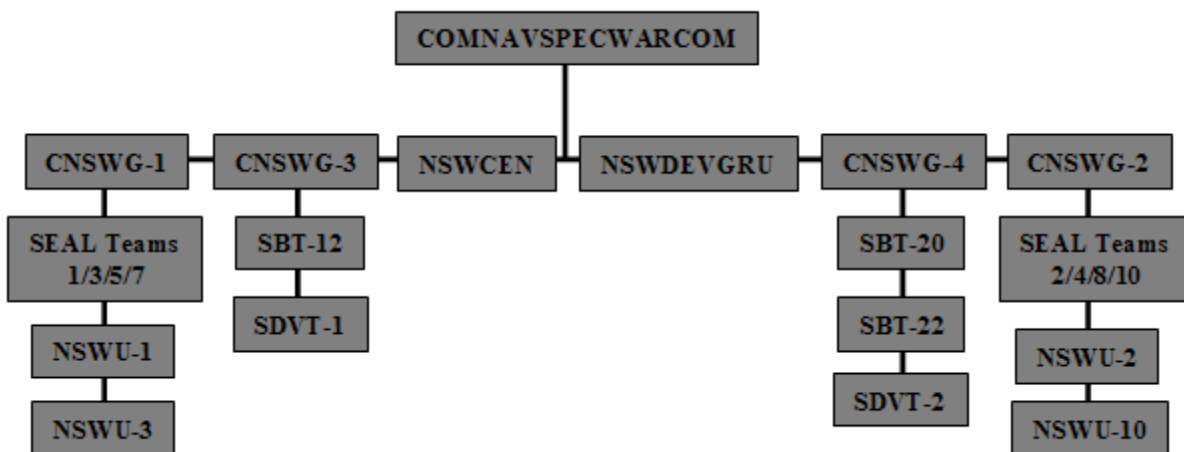 COMNAVSPECWARCOM
CNSWG-1
CNSWG-3
NSWCEN
NSWDEVGRU
CNSWG-4
CNSWG-2
SEAL Teams
1/3/5/7
SBT-12
SBT-20
SEAL Teams
2/4/8/10
SDVT-1
SBT-22
NSWU-1
NSWU-2
SDVT-2
NSWU-3
NSWU-10